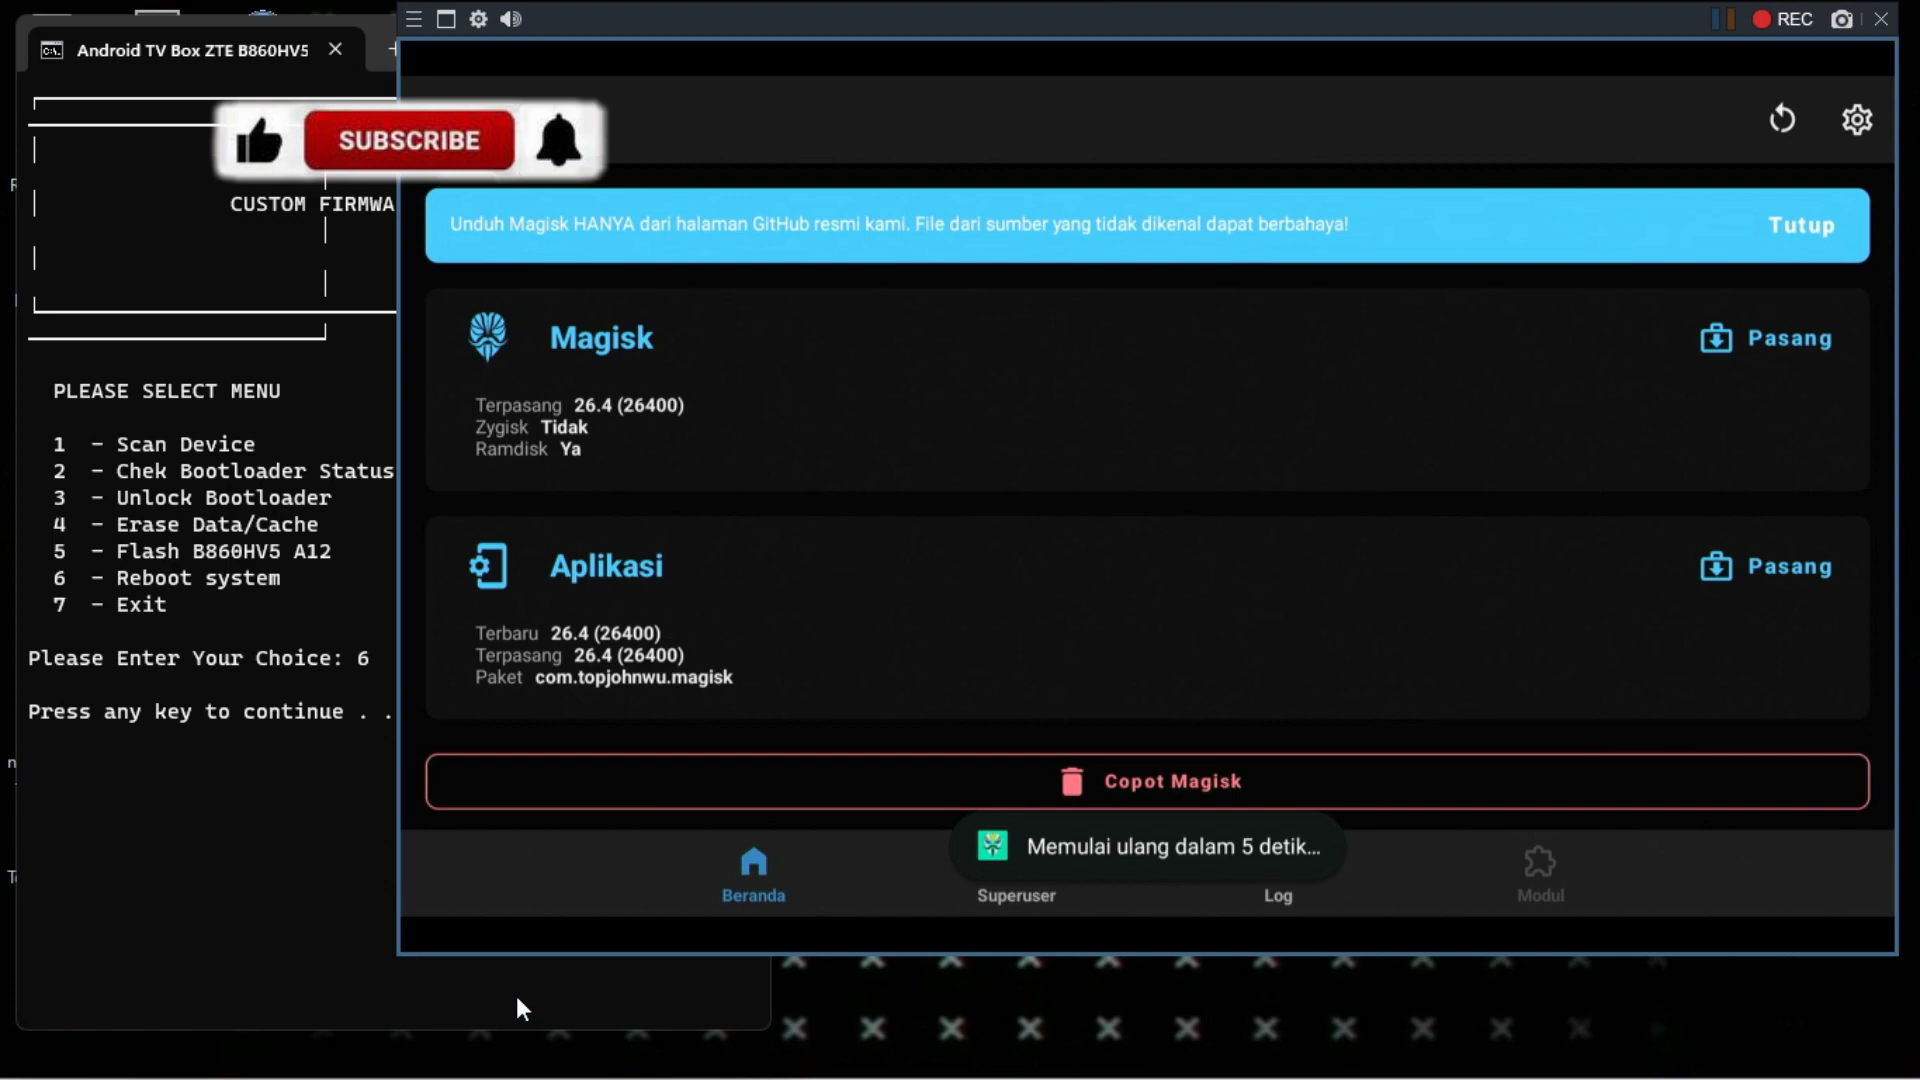 Android TV Box ZTE B860HV5
REC
SUBSCRIBE
CUSTOM FIRMWA
PLEASE SELECT MENU
1 - Scan Device
2 - Chek Bootloader Status
3 - Unlock Bootloader
4 - Erase Data/Cache
5 - Flash B860HV5 A12
6 - Reboot system
7 - Exit
Please Enter Your Choice: 6
Press any key to continue . .
Unduh Magisk HANYA dari halaman GitHub resmi kami. File dari sumber yang tidak dikenal dapat berbahaya!
Tutup
Magisk
Pasang
Terpasang 26.4 (26400)
Zygisk Tidak
Ramdisk Ya
Aplikasi
Pasang
Terbaru 26.4 (26400)
Terpasang 26.4 (26400)
Paket com.topjohnwu.magisk
Copot Magisk
Memulai ulang dalam 5 detik...
Beranda
Superuser
Log
Modul